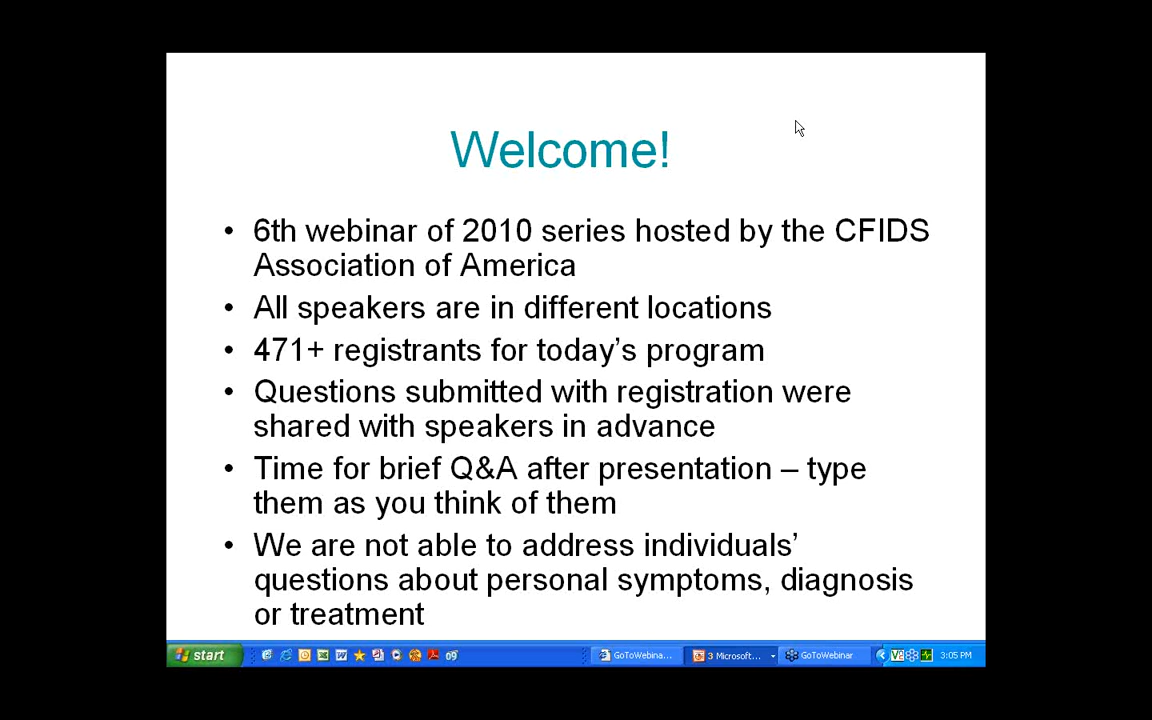 Welcome!
• 6th webinar of 2010 series hosted by the CFIDS
Association of America
• All speakers are in different locations
• 471+ registrants for today’s program
• Questions submitted with registration were
shared with speakers in advance
• Time for brief Q&A after presentation – type
them as you think of them
• We are not able to address individuals’
questions about personal symptoms, diagnosis
or treatment
start
GoToWebina... 3 Microsoft... GoToWebinar 3:05 PM